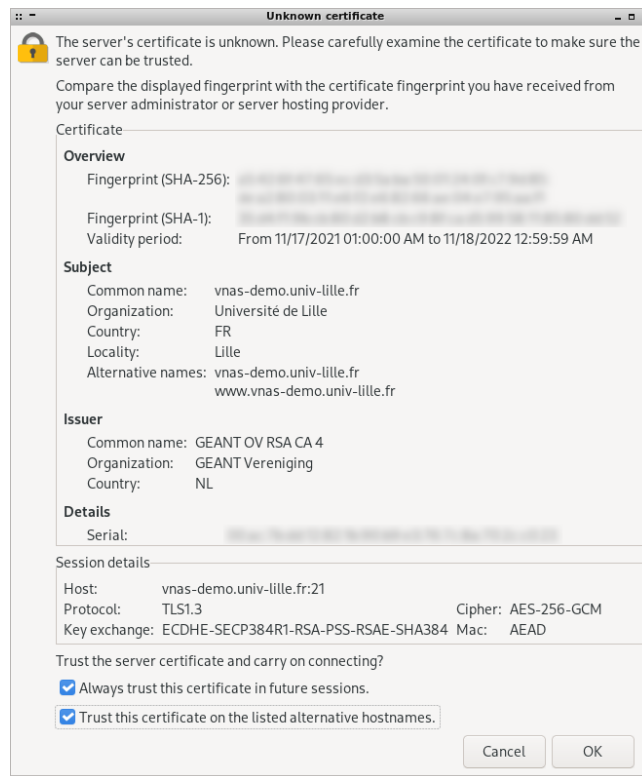 Unknown certificate
The server's certificate is unknown. Please carefully examine the certificate to make sure the
server can be trusted.
Compare the displayed fingerprint with the certificate fingerprint you have received from
your server administrator or server hosting provider.
Certificate
Overview
Fingerprint (SHA-256):
Fingerprint (SHA-1):
Validity period: From 11/17/2021 01:00:00 AM to 11/18/2022 12:59:59 AM
Subject
Common name: vnas-demo.univ-lille.fr
Organization: Université de Lille
Country: FR
Locality: Lille
Alternative names: vnas-demo.univ-lille.fr
www.vnas-demo.univ-lille.fr
Issuer
Common name: GEANT OV RSA CA 4
Organization: GEANT Vereniging
Country: NL
Details
Serial:
Session details
Host: vnas-demo.univ-lille.fr:21
Protocol: TLS1.3 Cipher: AES-256-GCM
Key exchange: ECDHE-SECP384R1-RSA-PSS-RSAE-SHA384 Mac: AEAD
Trust the server certificate and carry on connecting?
Always trust this certificate in future sessions.
Trust this certificate on the listed alternative hostnames.
Cancel OK